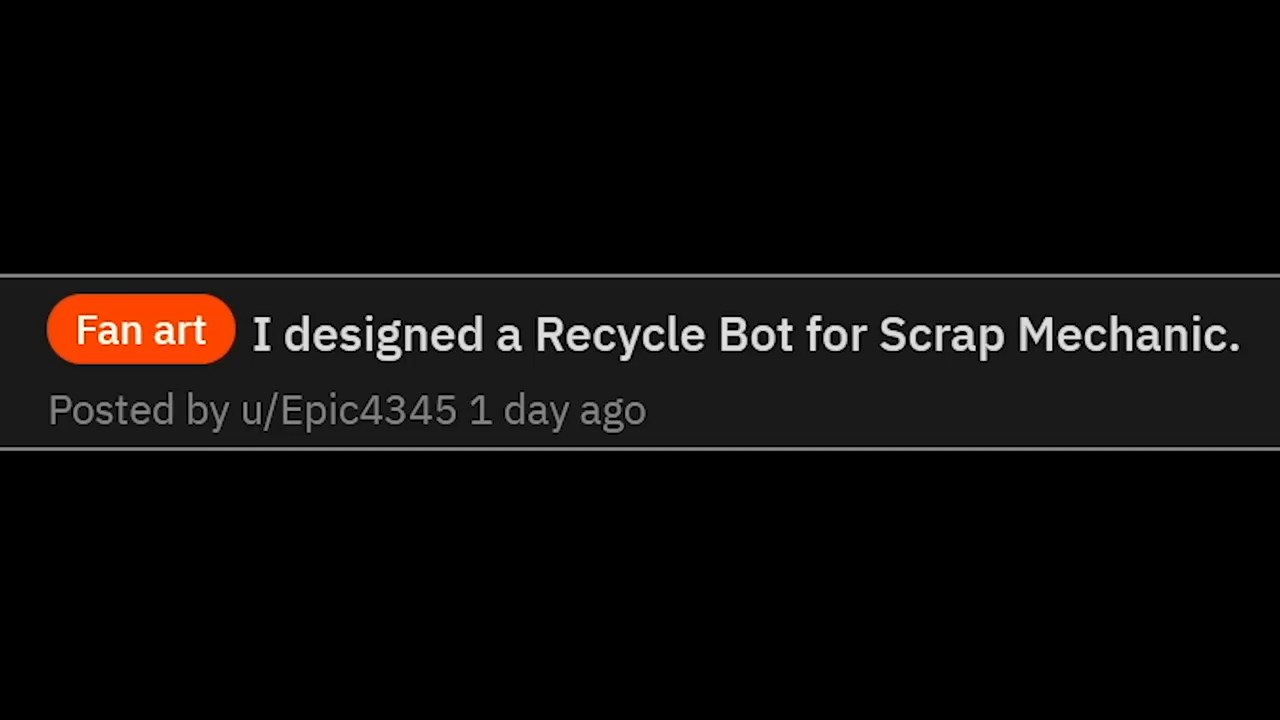 Fan art I designed a Recycle Bot for Scrap Mechanic.
Posted by u/Epic4345 1 day ago